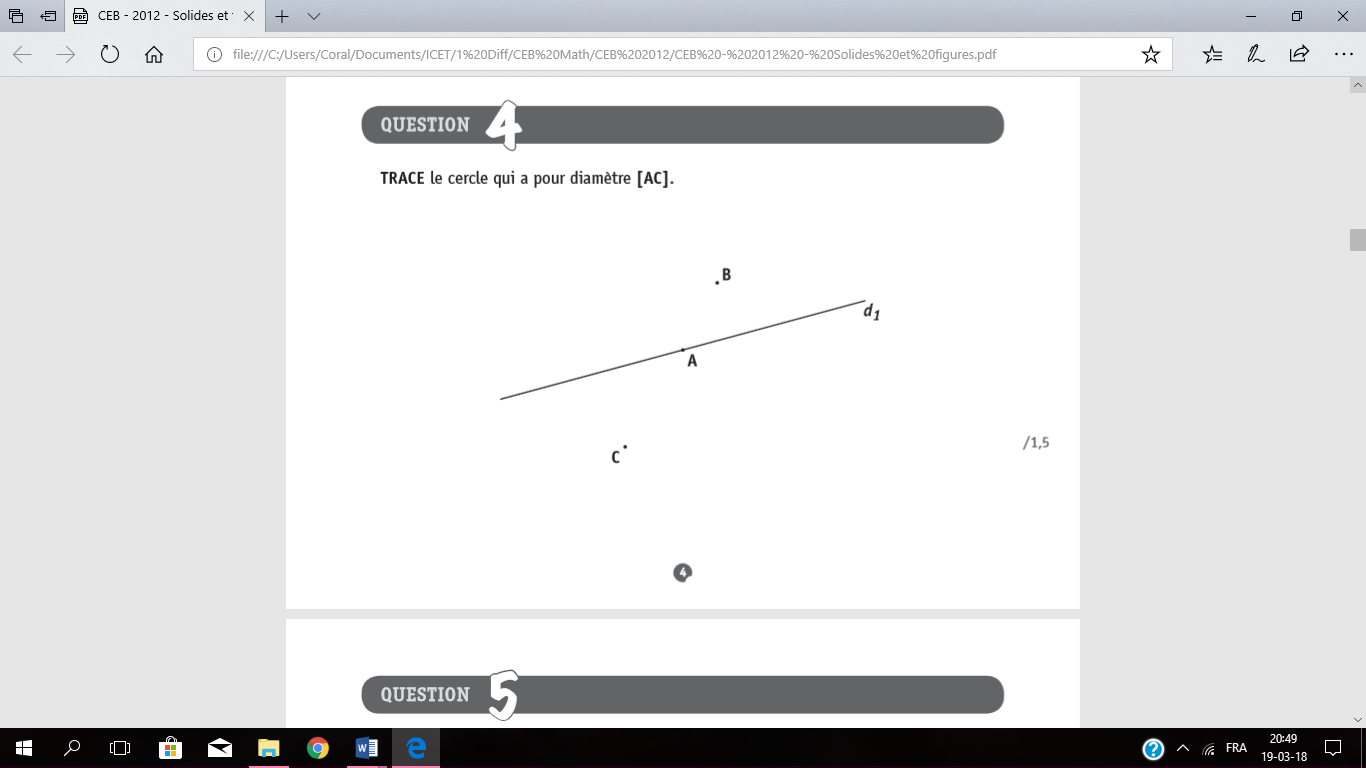 CEB - 2012 - Solides et
file:///C:/Users/Coral/Documents/ICET/1%20Diff/CEB%20Math/CEB%202012/CEB%20-%202012%20-%20Solides%20et%20figures.pdf
QUESTION 4
TRACE le cercle qui a pour diamètre [AC].
B
d1
A
/1,5
C
4
QUESTION 5
FRA
20:49
19-03-18